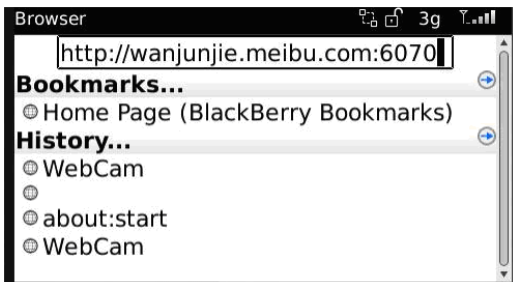 Browser 3g
http://wanjunjie.meibu.com:6070
Bookmarks...
Home Page (BlackBerry Bookmarks)
History...
WebCam
about:start
WebCam